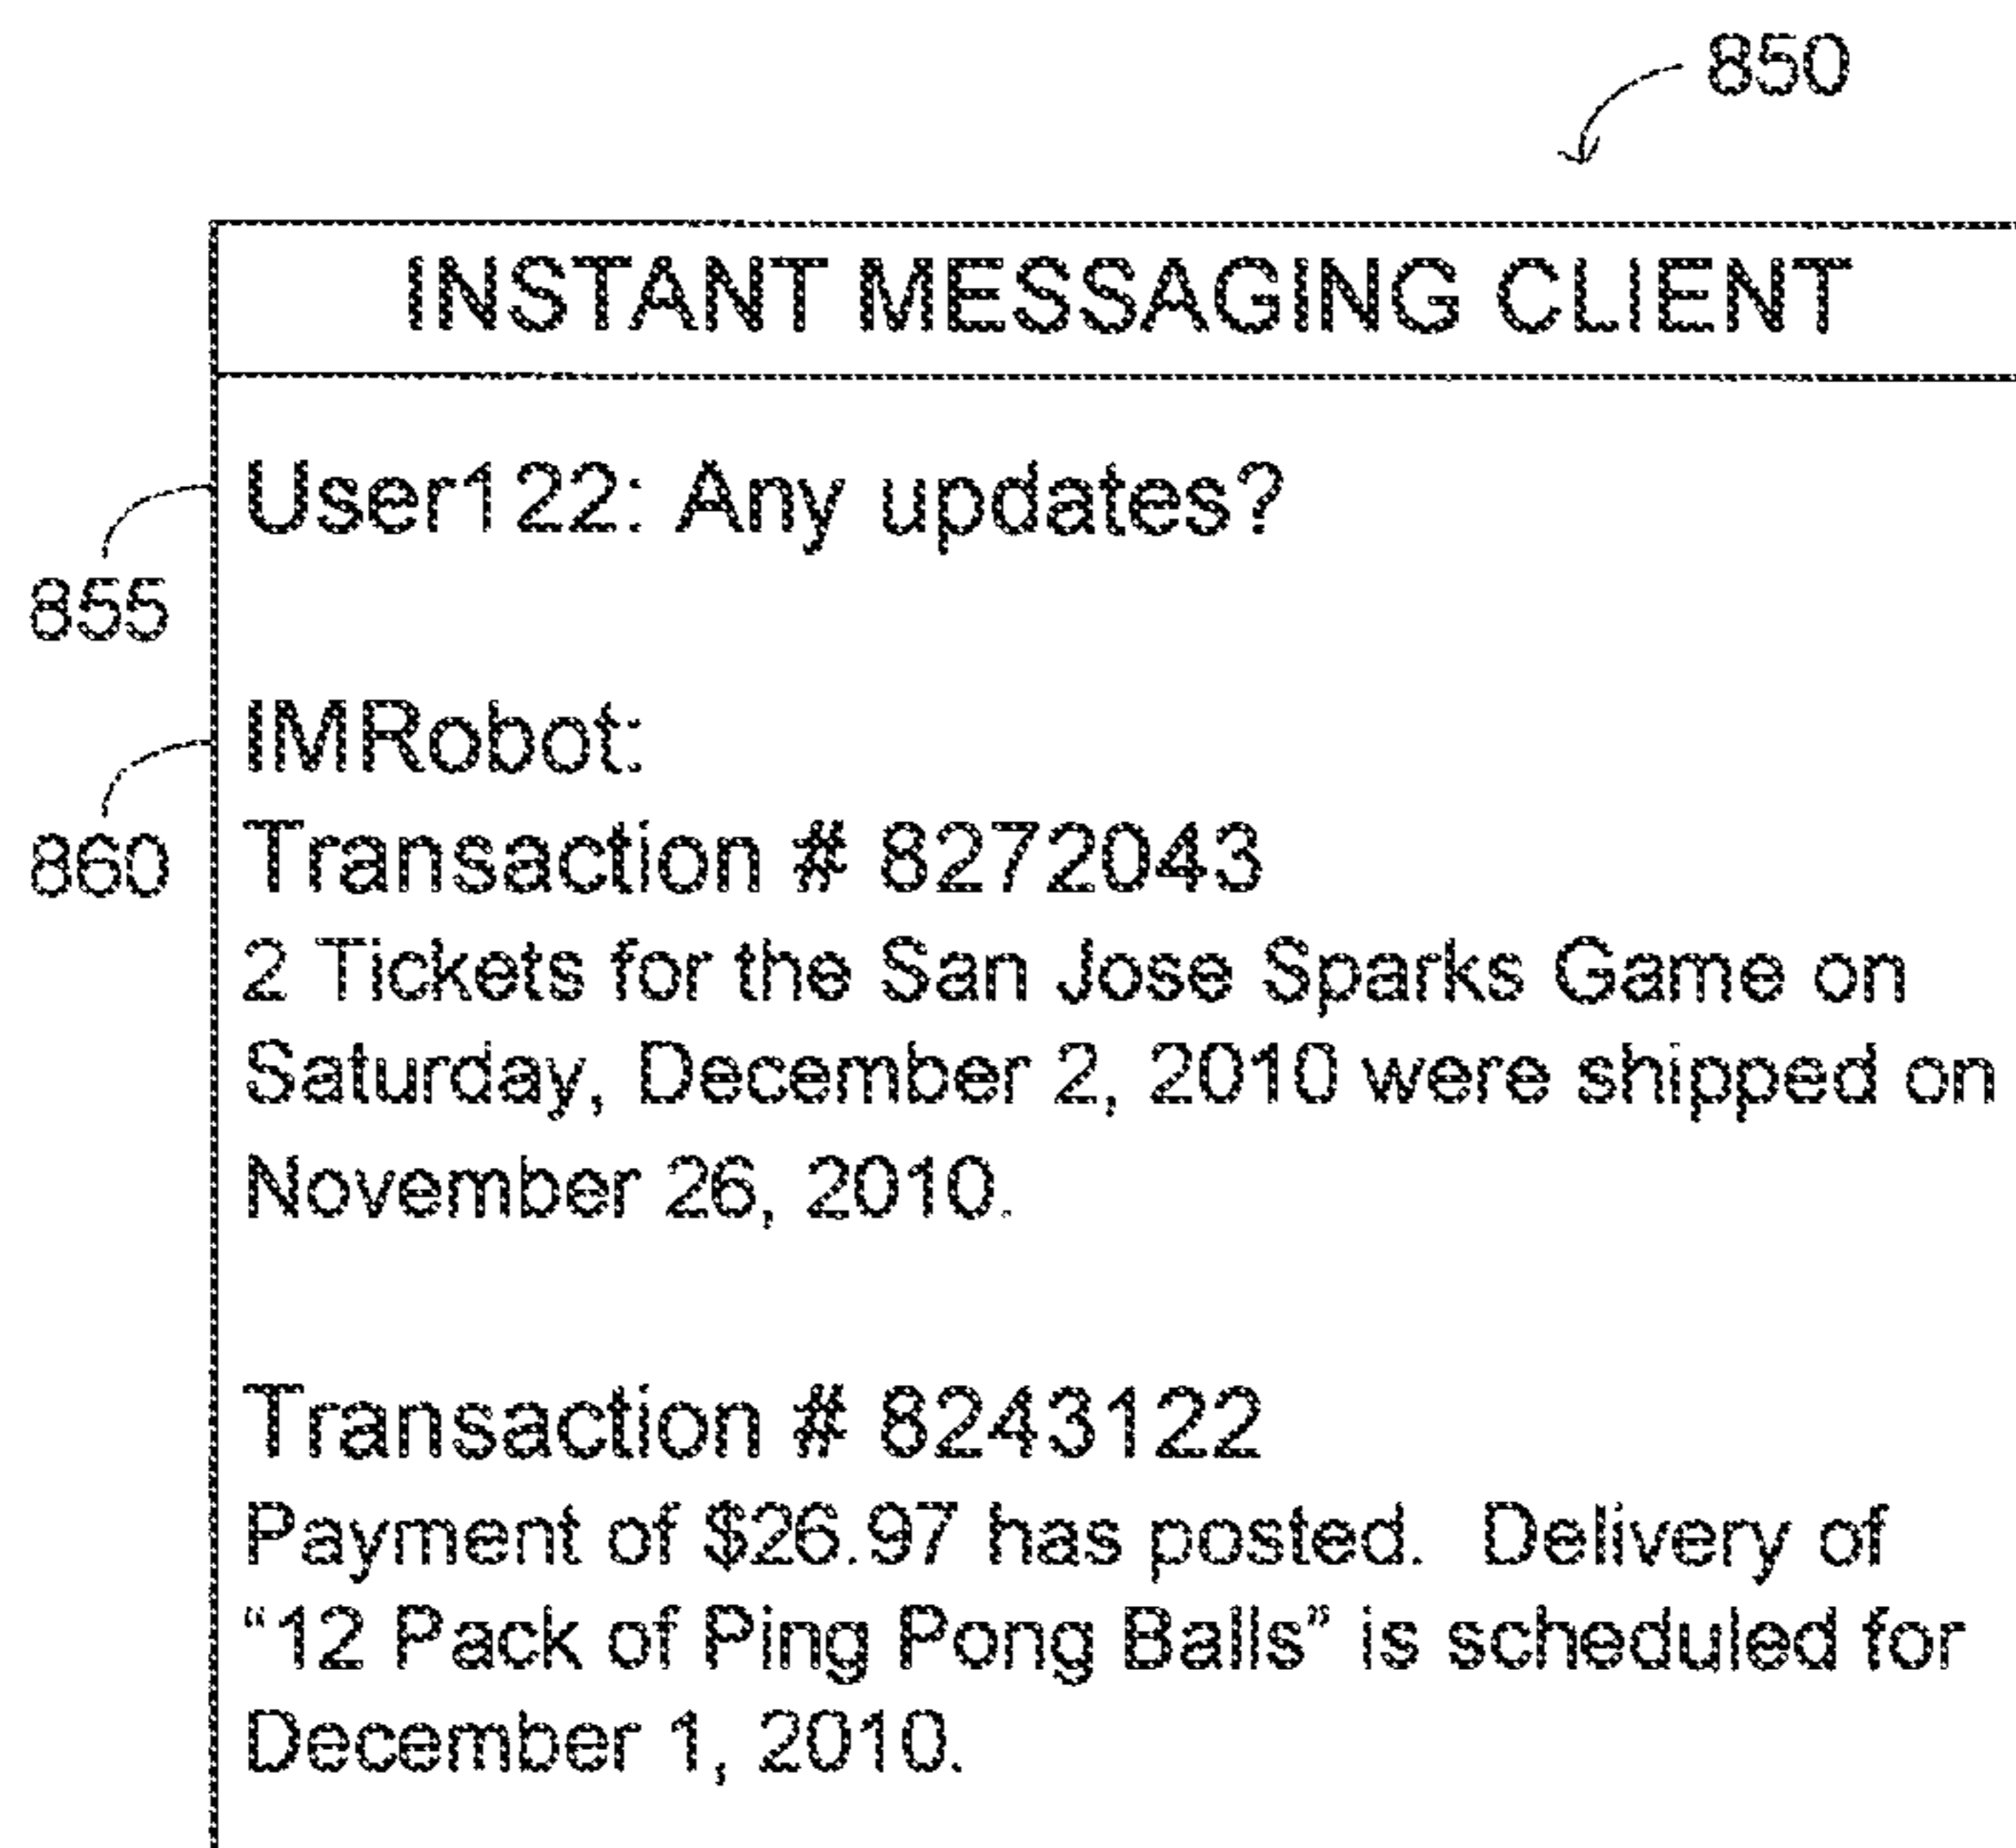 850
INSTANT MESSAGING CLIENT
User122: Any updates?
855
IMRobot:
860
Transaction # 8272043
2 Tickets for the San Jose Sparks Game on
Saturday, December 2, 2010 were shipped on
November 26, 2010.
Transaction # 8243122
Payment of $26.97 has posted.  Delivery of
“12 Pack of Ping Pong Balls” is scheduled for
December 1, 2010.